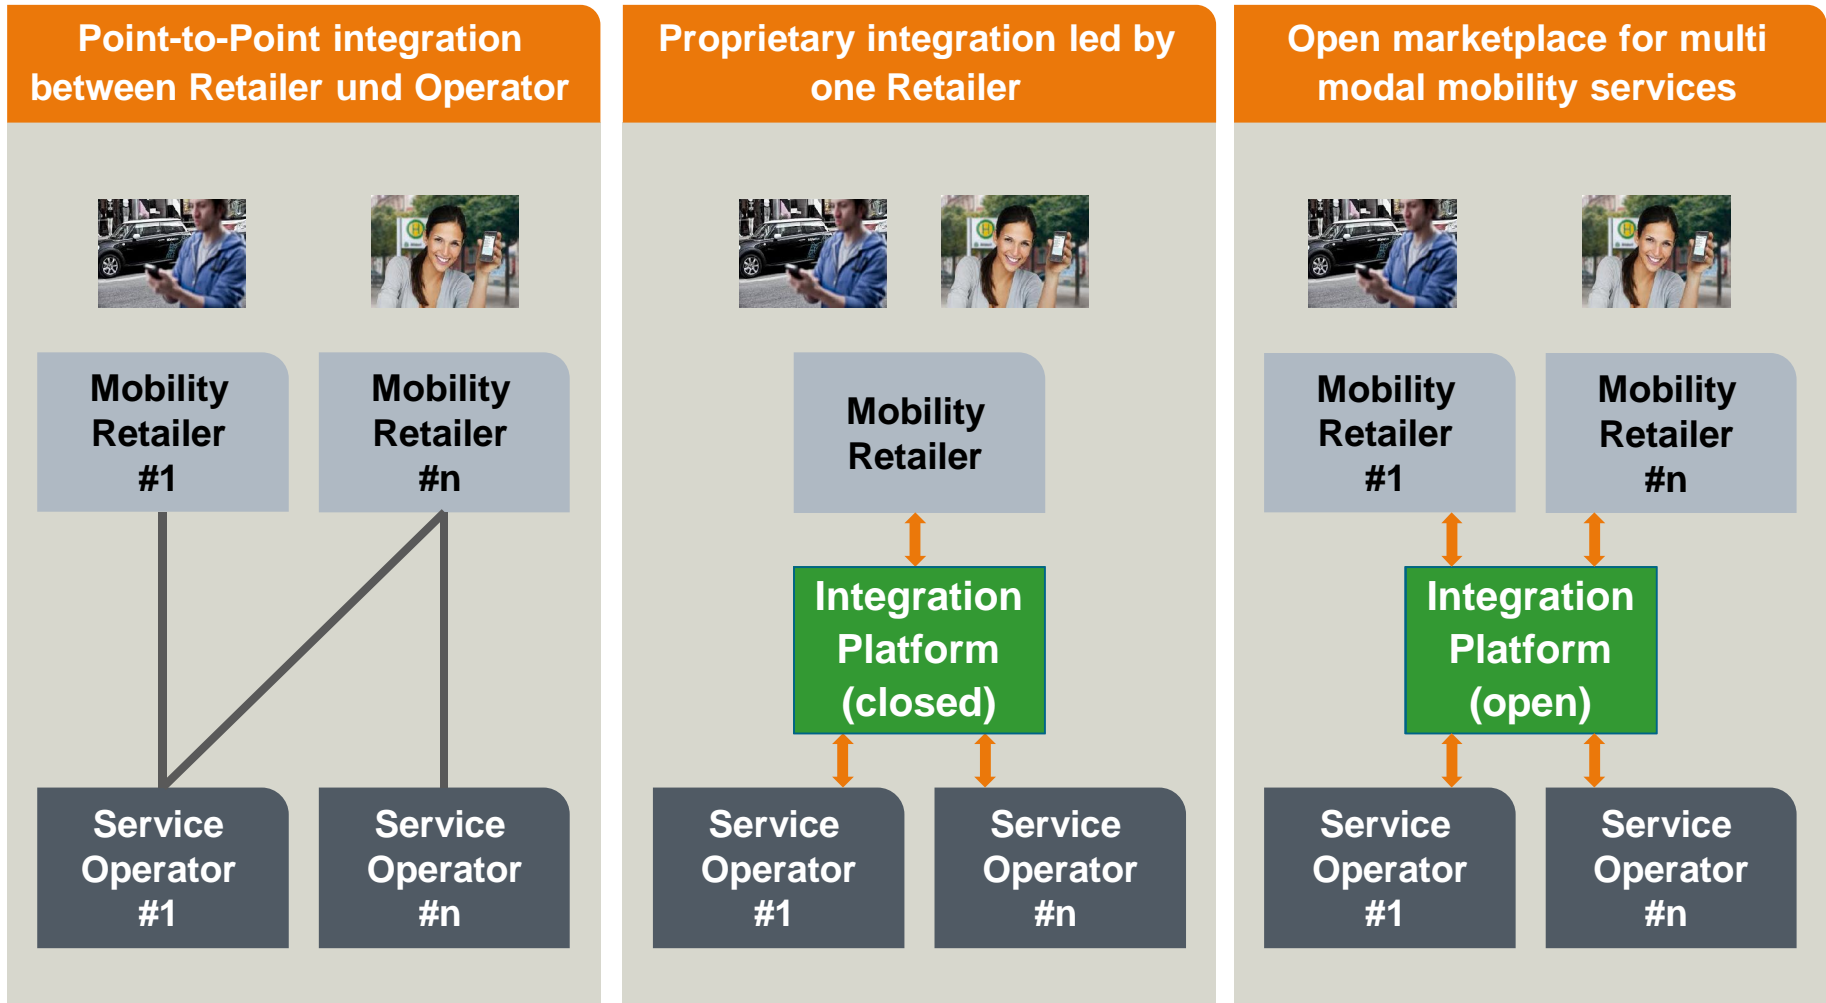 Point-to-Point integration
between Retailer und Operator
Mobility
Retailer
#1
Mobility
Retailer
#n
Service
Operator
#1
Service
Operator
#n
Proprietary integration led by
one Retailer
Mobility
Retailer
Integration
Platform
(closed)
Service
Operator
#1
Service
Operator
#n
Open marketplace for multi
modal mobility services
Mobility
Retailer
#1
Mobility
Retailer
#n
Integration
Platform
(open)
Service
Operator
#1
Service
Operator
#n